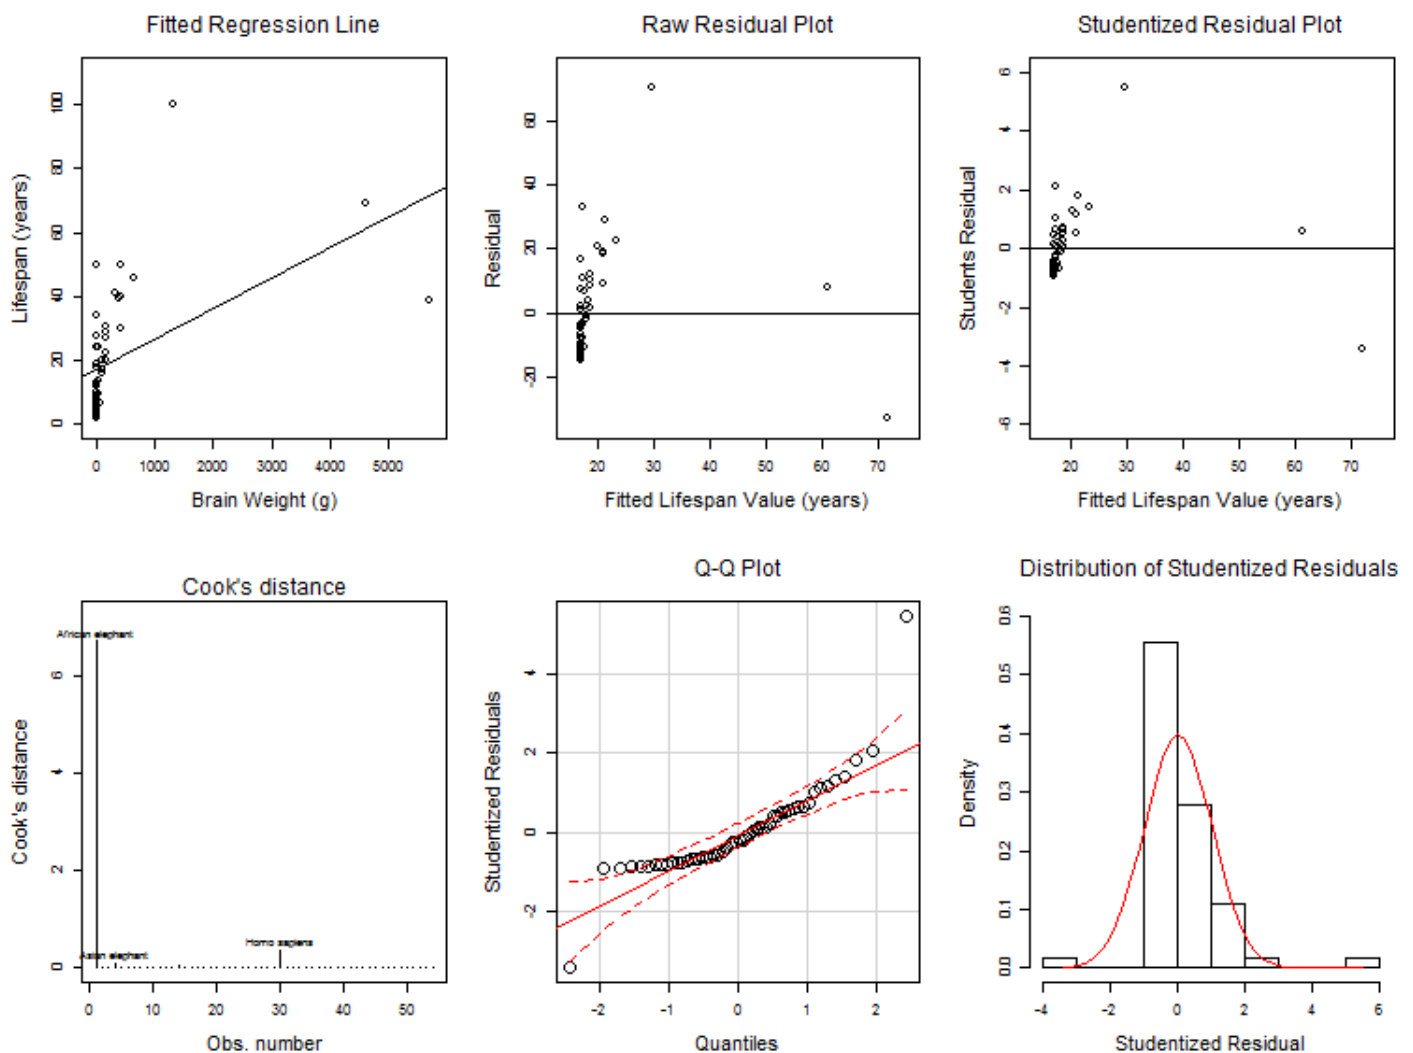 Fitted Regression Line
Lifespan (years)
100
80
60
40
20
0
0 1000 2000 3000 4000 5000
Brain Weight (g)
Raw Residual Plot
Residual
60
40
20
0
-20
20 30 40 50 60 70
Fitted Lifespan Value (years)
Studentized Residual Plot
Students Residual
6
4
2
0
-2
-4
-6
20 30 40 50 60 70
Fitted Lifespan Value (years)
Cook's distance
Cook's distance
6
4
2
0
African elephant
Asian elephant
Homo sapiens
0 10 20 30 40 50
Obs. number
Q-Q Plot
Studentized Residuals
4
2
0
-2
-2 -1 0 1 2
Quantiles
Distribution of Studentized Residuals
Density
0.6
0.5
0.4
0.3
0.2
0.1
0.0
-4 -2 0 2 4 6
Studentized Residual